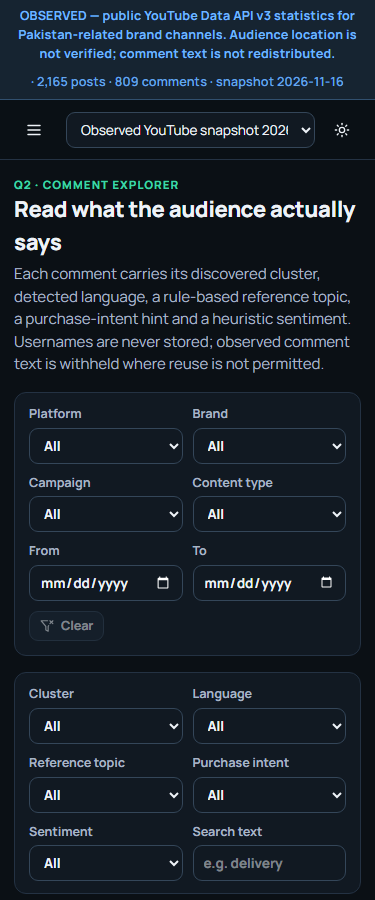 OBSERVED — public YouTube Data API v3 statistics for
Pakistan-related brand channels. Audience location is
not verified; comment text is not redistributed.
· 2,165 posts · 809 comments · snapshot 2026-11-16
Observed YouTube snapshot 2026
Q2 · COMMENT EXPLORER
Read what the audience actually
says
Each comment carries its discovered cluster,
detected language, a rule-based reference topic,
a purchase-intent hint and a heuristic sentiment.
Usernames are never stored; observed comment
text is withheld where reuse is not permitted.
Platform Brand
All All
Campaign Content type
All All
From To
mm/dd/yyyy mm/dd/yyyy
Clear
Cluster Language
All All
Reference topic Purchase intent
All All
Sentiment Search text
All e.g. delivery